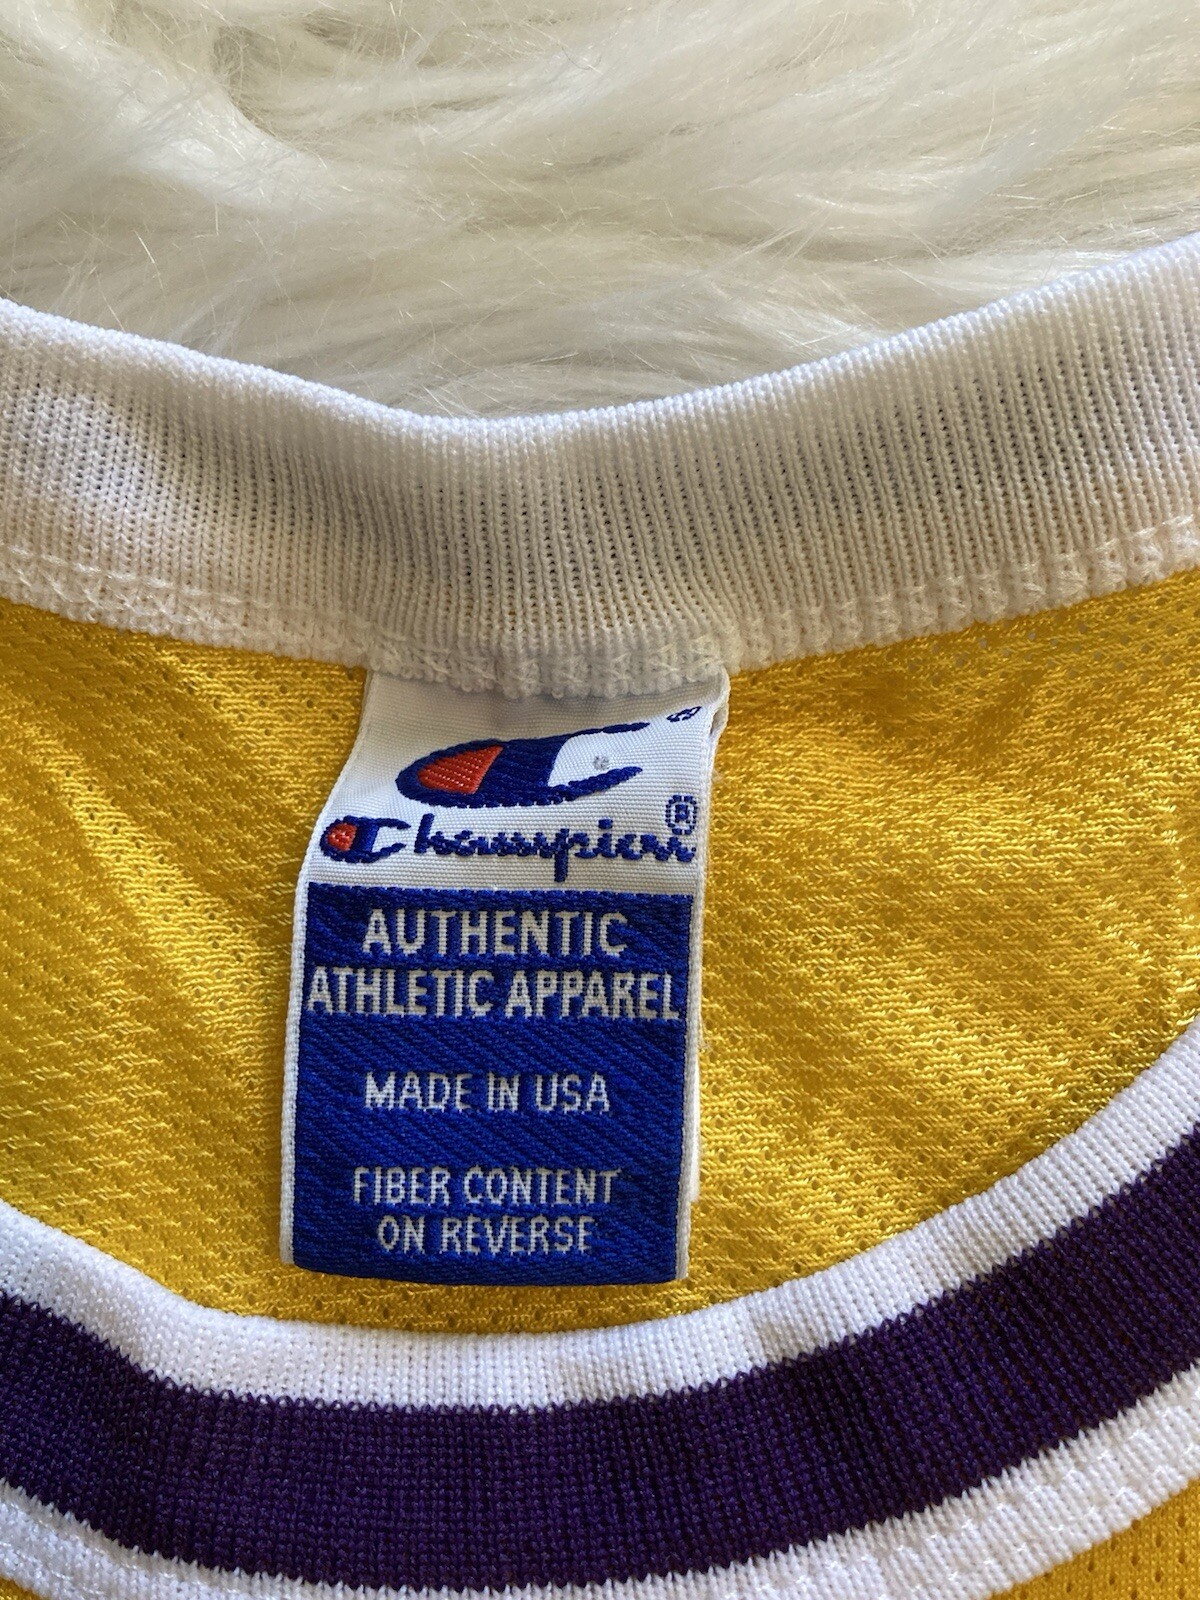 ®
Champion®
AUTHENTIC
ATHLETIC APPAREL
MADE IN USA
FIBER CONTENT
ON REVERSE